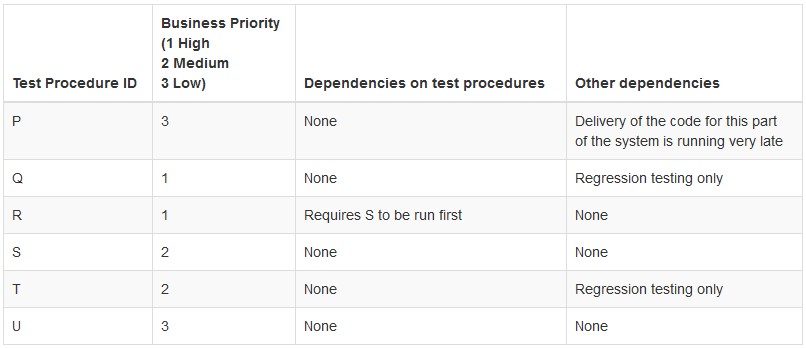 Test Procedure ID
Business Priority
(1 High
2 Medium
3 Low)
Dependencies on test procedures
Other dependencies
P
3
None
Delivery of the code for this part
of the system is running very late
Q
1
None
Regression testing only
R
1
Requires S to be run first
None
S
2
None
None
T
2
None
Regression testing only
U
3
None
None